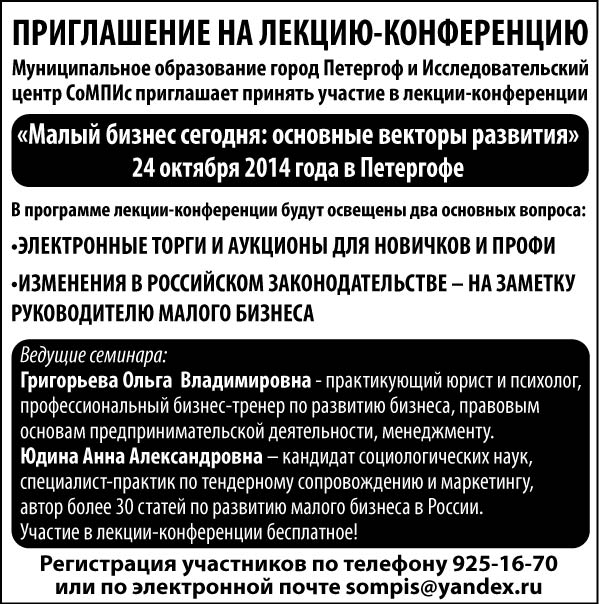 ПРИГЛАШЕНИЕ НА ЛЕКЦИЮ-КОНФЕРЕНЦИЮ
Муниципальное образование город Петергоф и Исследовательский
центр СоМПИс приглашает принять участие в лекции-конференции
«Малый бизнес сегодня: основные векторы развития»
24 октября 2014 года в Петергофе
В программе лекции-конференции будут освещены два основных вопроса:
•ЭЛЕКТРОННЫЕ ТОРГИ И АУКЦИОНЫ ДЛЯ НОВИЧКОВ И ПРОФИ
•ИЗМЕНЕНИЯ В РОССИЙСКОМ ЗАКОНОДАТЕЛЬСТВЕ – НА ЗАМЕТКУ
РУКОВОДИТЕЛЮ МАЛОГО БИЗНЕСА
Ведущие семинара:
Григорьева Ольга Владимировна - практикующий юрист и психолог,
профессиональный бизнес-тренер по развитию бизнеса, правовым
основам предпринимательской деятельности, менеджменту.
Юдина Анна Александровна – кандидат социологических наук,
специалист-практик по тендерному сопровождению и маркетингу,
автор более 30 статей по развитию малого бизнеса в России.
Участие в лекции-конференции бесплатное!
Регистрация участников по телефону 925-16-70
или по электронной почте sompis@yandex.ru